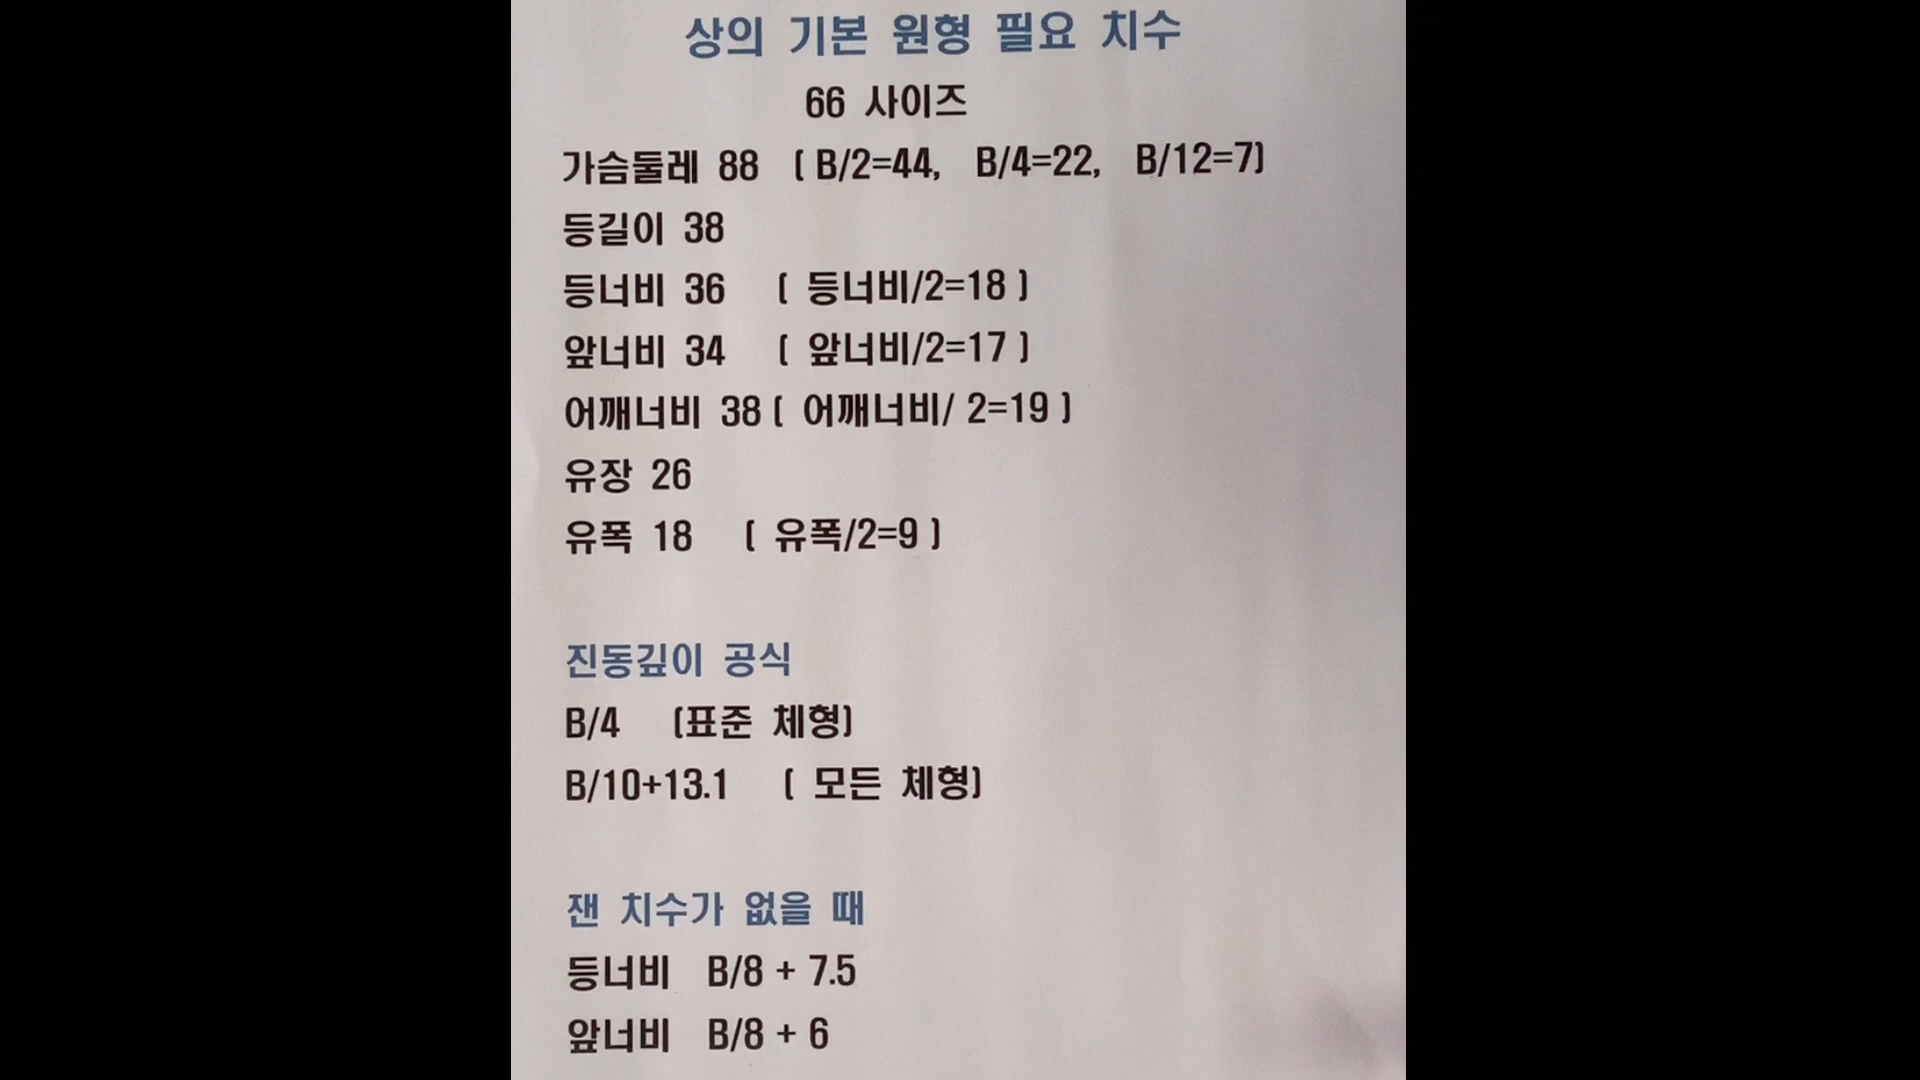 상의 기본 원형 필요 치수
66 사이즈
가슴둘레 88 ( B/2=44, B/4=22, B/12=7)
등길이 38
등너비 36 ( 등너비/2=18 )
앞너비 34 ( 앞너비/2=17 )
어깨너비 38 ( 어깨너비/ 2=19 )
유장 26
유폭 18 ( 유폭/2=9 )
진동깊이 공식
B/4 (표준 체형)
B/10+13.1 ( 모든 체형)
잰 치수가 없을 때
등너비 B/8 + 7.5
앞너비 B/8 + 6